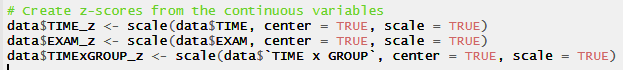 # Create z-scores from the continuous variables
data$TIME_z <- scale(data$TIME, center = TRUE, scale = TRUE)
data$EXAM_z <- scale(data$EXAM, center = TRUE, scale = TRUE)
data$TIMExGROUP_z <- scale(data$`TIME x GROUP`, center = TRUE, scale = TRUE)